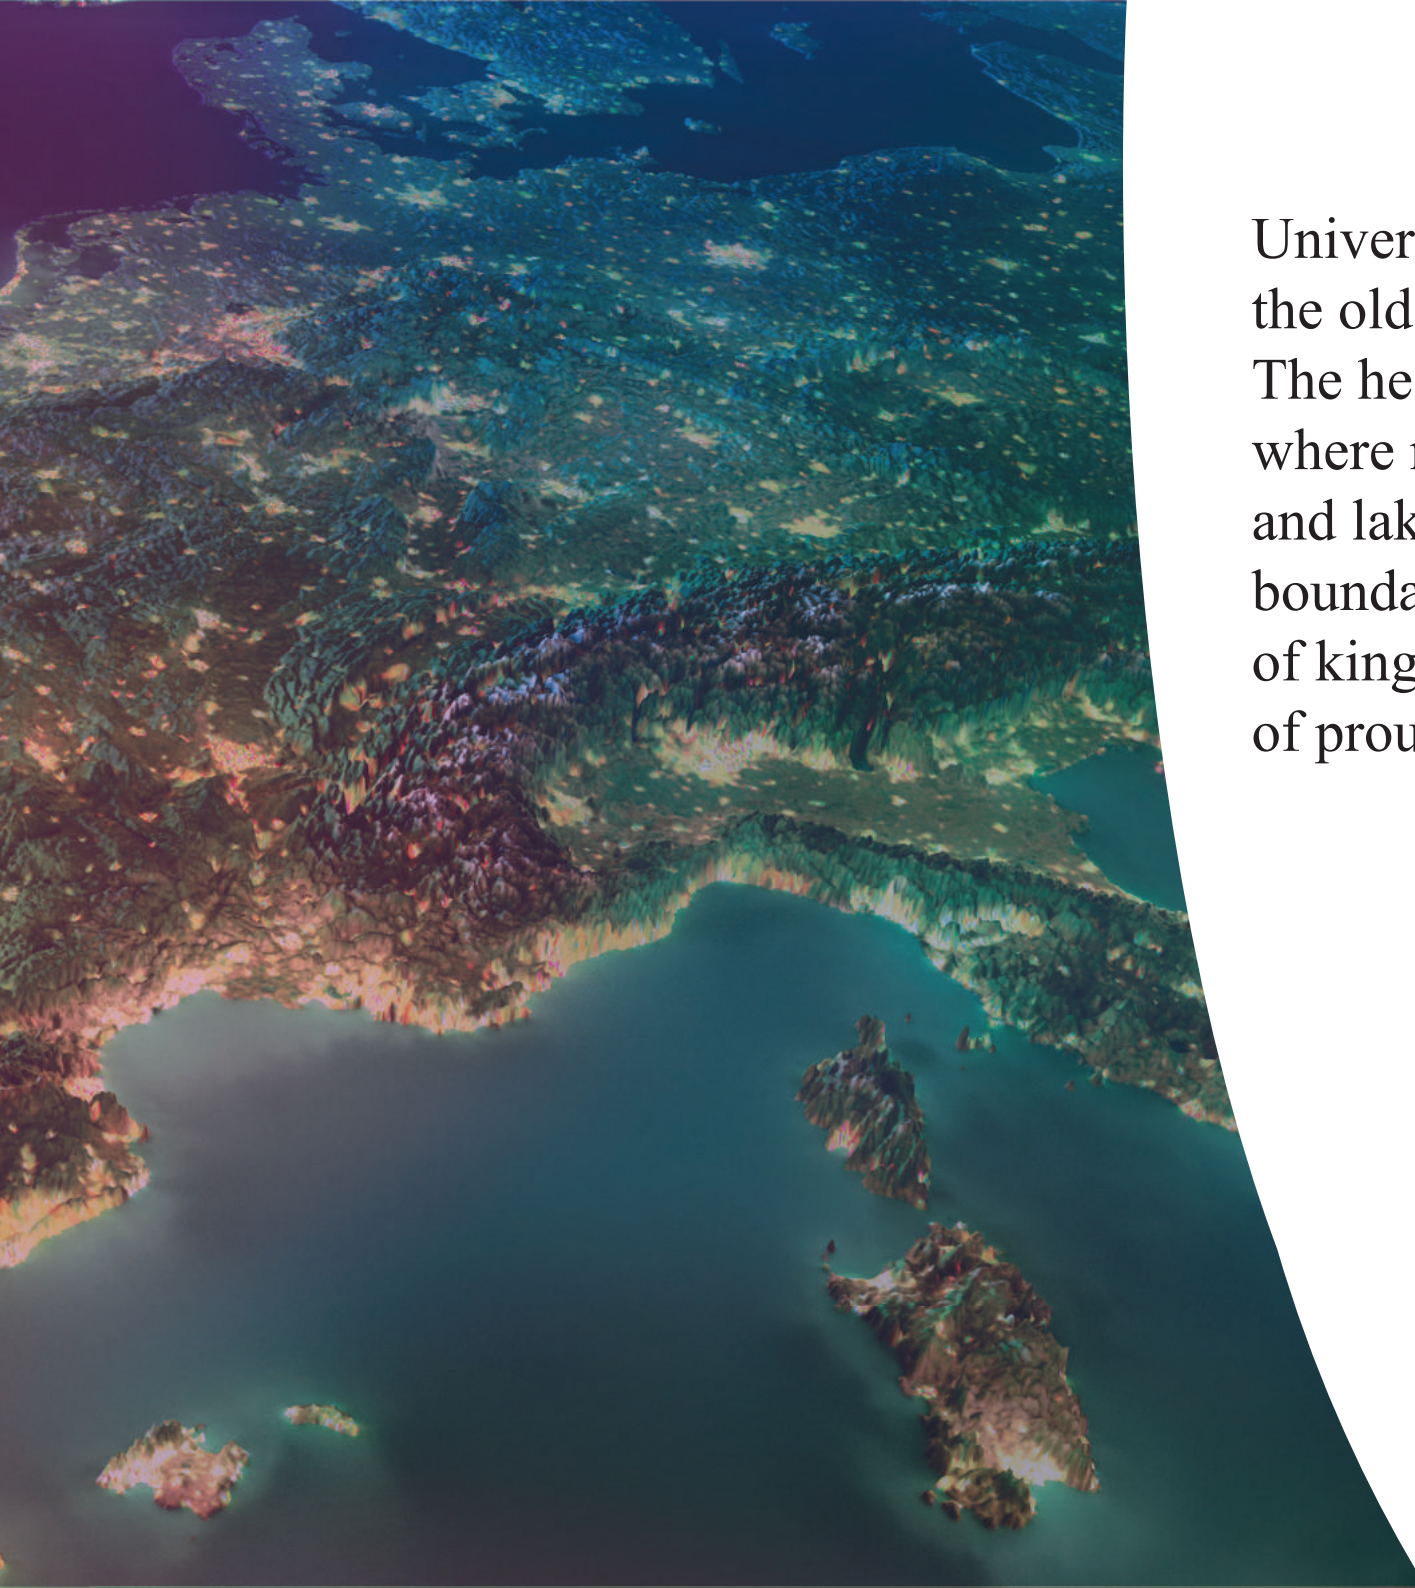 Univer
the old
The he
where
and lak
bounda
of king
of prou